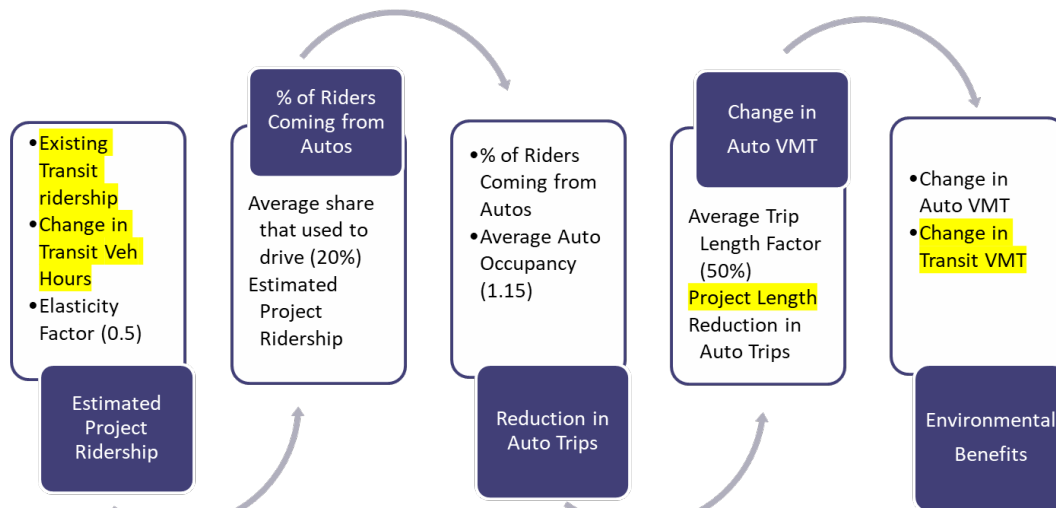 •Existing
Transit
ridership
•Change in
Transit Veh
Hours
•Elasticity
Factor (0.5)
Estimated
Project
Ridership
% of Riders
Coming from
Autos
Average share
that used to
drive (20%)
Estimated
Project
Ridership
•% of Riders
Coming from
Autos
•Average Auto
Occupancy
(1.15)
Reduction in
Auto Trips
Change in
Auto VMT
Average Trip
Length Factor
(50%)
Project Length
Reduction in
Auto Trips
•Change in
Auto VMT
•Change in
Transit VMT
Environmental
Benefits